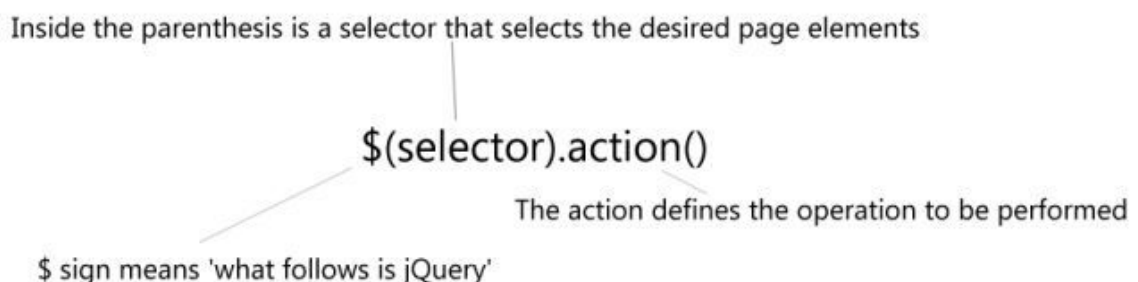 Inside the parenthesis is a selector that selects the desired page elements
$(selector).action()
The action defines the operation to be performed
$ sign means 'what follows is jQuery'